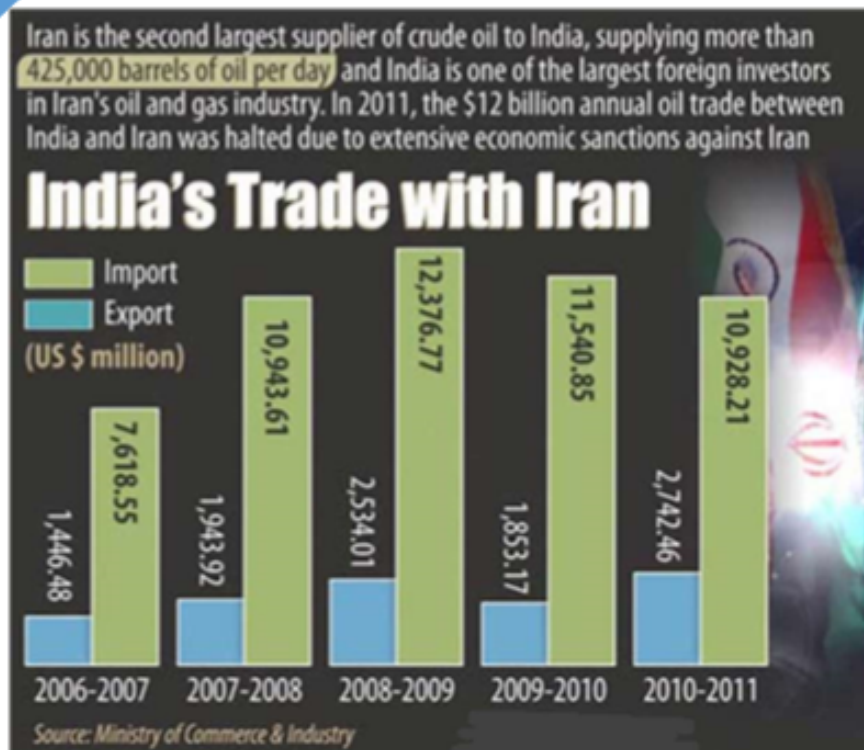 Iran is the second largest supplier of crude oil to India, supplying more than
425,000 barrels of oil per day and India is one of the largest foreign investors
in Iran's oil and gas industry. In 2011, the $12 billion annual oil trade between
India and Iran was halted due to extensive economic sanctions against Iran
India's Trade with Iran
Import
Export
(US $ million)
1,446.48
7,618.55
1,943.92
10,943.61
2,534.01
12,376.77
1,853.17
11,540.85
2,742.46
10,928.21
2006-2007
2007-2008
2008-2009
2009-2010
2010-2011
Source: Ministry of Commerce & Industry